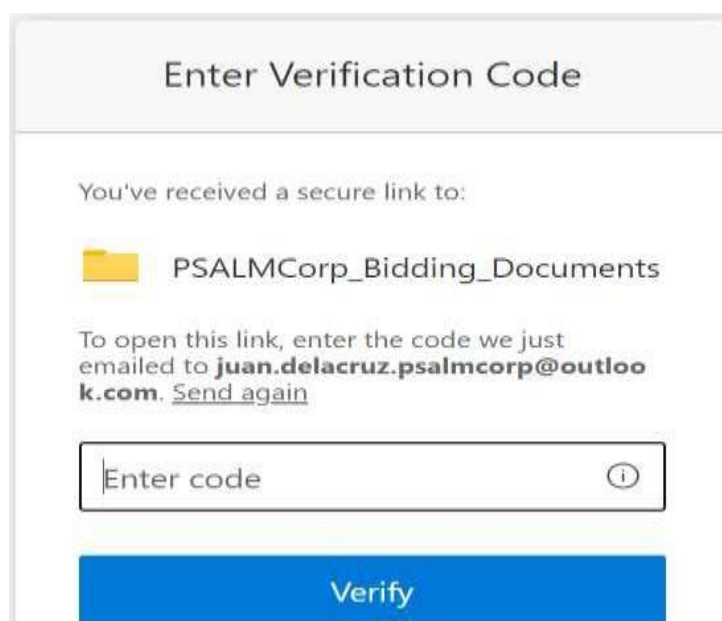 Enter Verification Code
You've received a secure link to:
PSALMCorp_Bidding_Documents
To open this link, enter the code we just
emailed to juan.delacruz.psalmcorp@outloo
k.com. Send again
Enter code
Verify